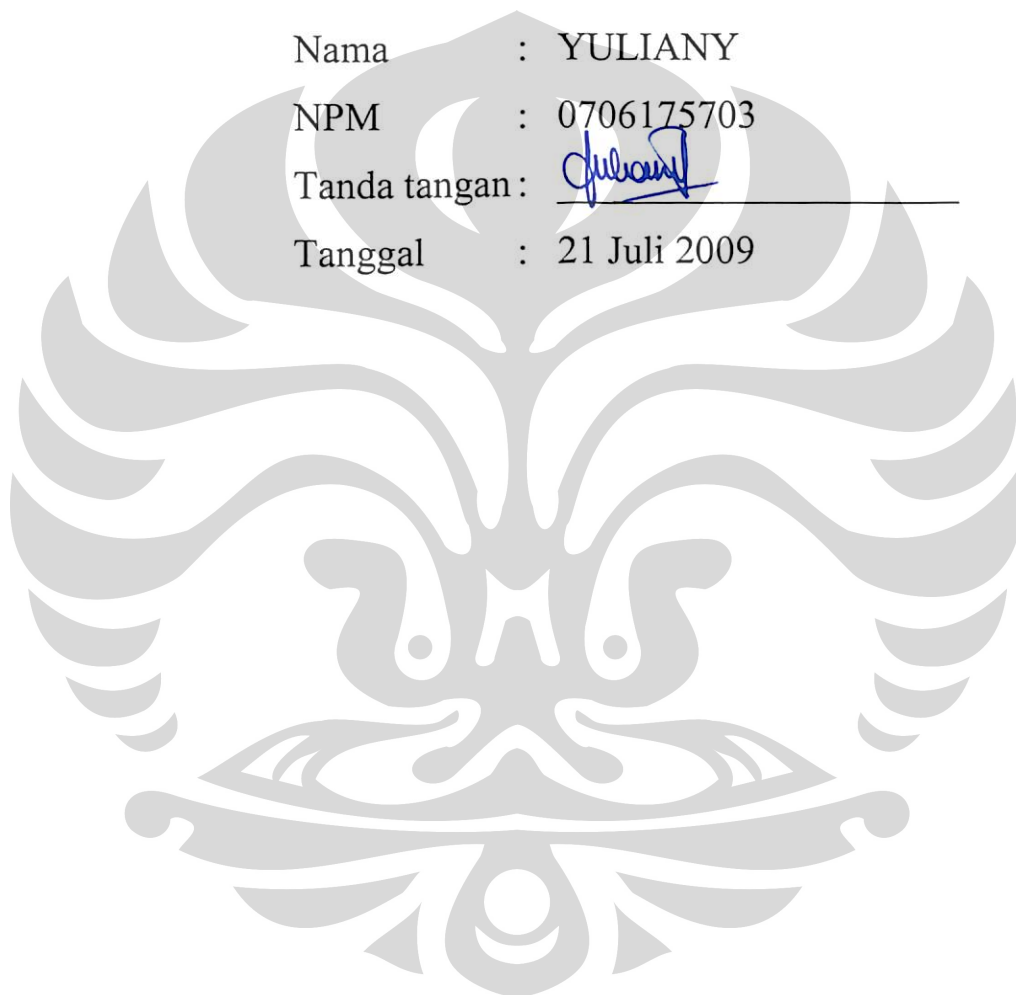 Nama : YULIANY
NPM : 0706175703
Tanda tangan :
Tanggal : 21 Juli 2009